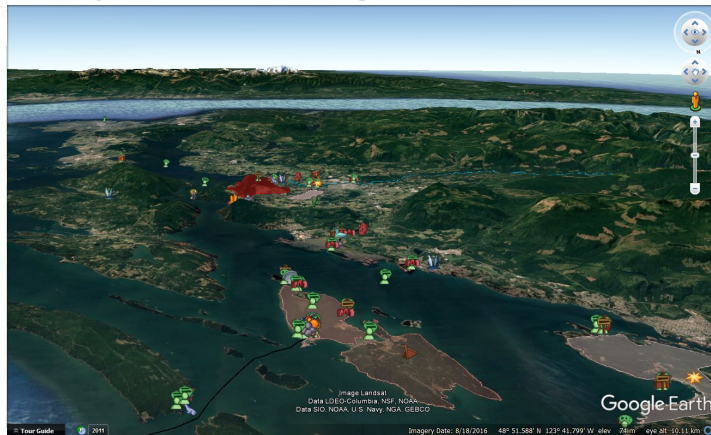 N
Image Landsat
Data LDEO-Columbia, NSF, NOAA
Data SIO, NOAA, U.S. Navy, NGA, GEBCO
Google Earth
Tour Guide
2011
Imagery Date: 8/18/2016 48° 51.588' N 123° 41.799' W elev 74 m eye alt 10.11 km